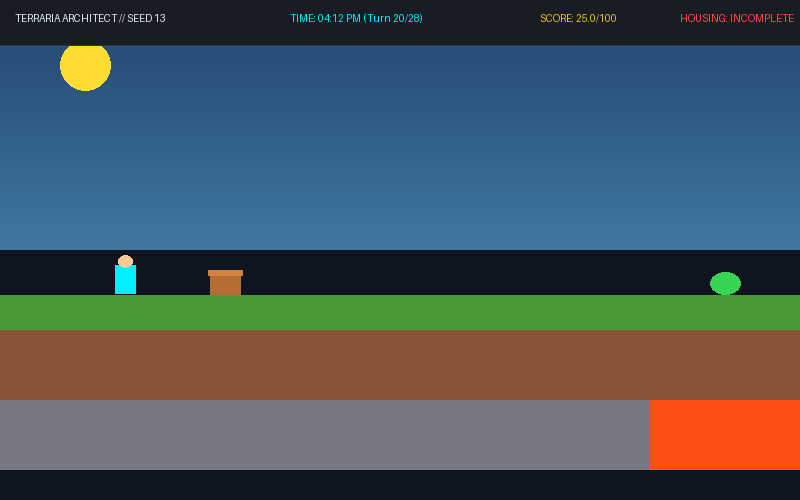 TERRARIA ARCHITECT // SEED 13
TIME: 04:12 PM (Turn 20/28)
SCORE: 25.0/100
HOUSING: INCOMPLETE